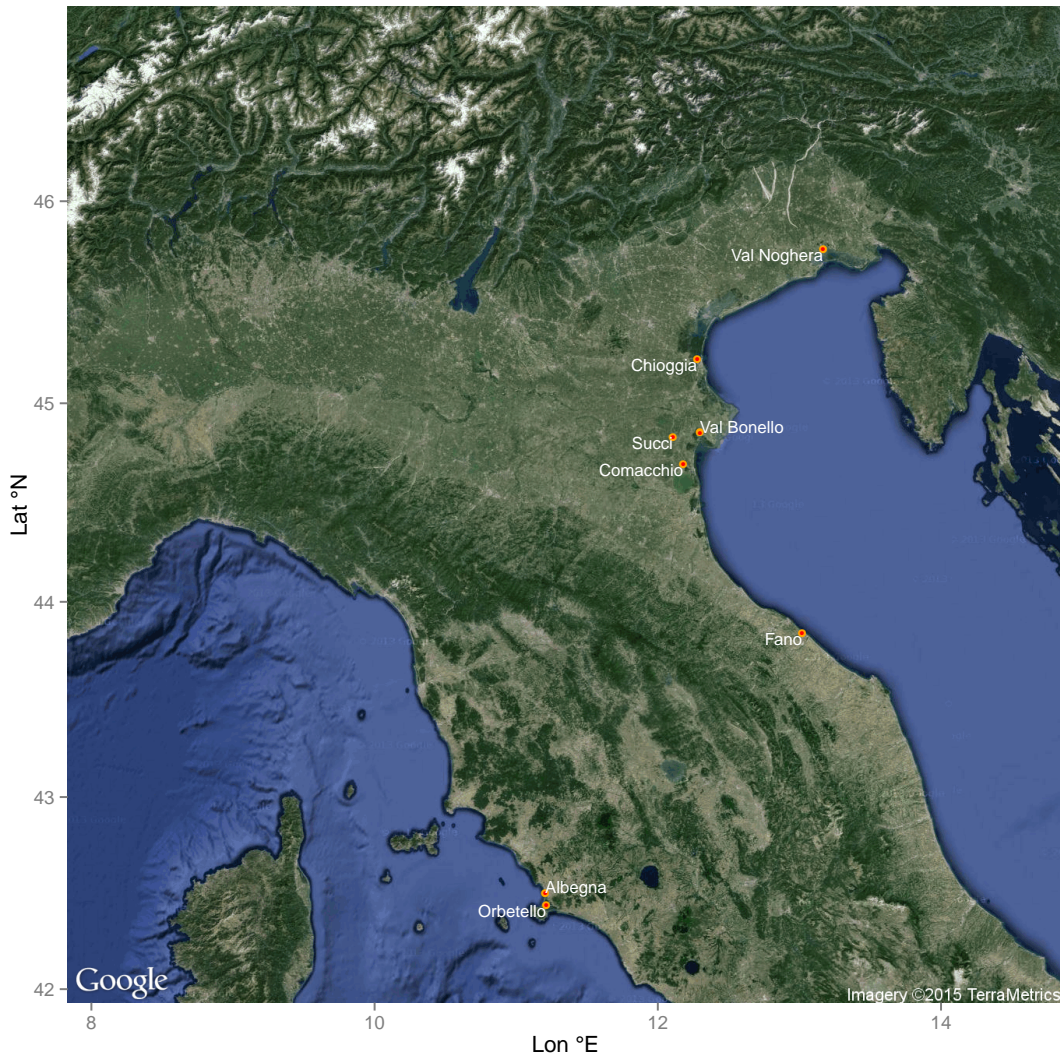 46
Val Noghera
Chioggia
45
Val Bonello
Succi
Comacchio
Lat °N
44
Fano
43
Albegna
Orbetello
Google
Imagery ©2015 TerraMetrics
42
8
10
12
14
Lon °E